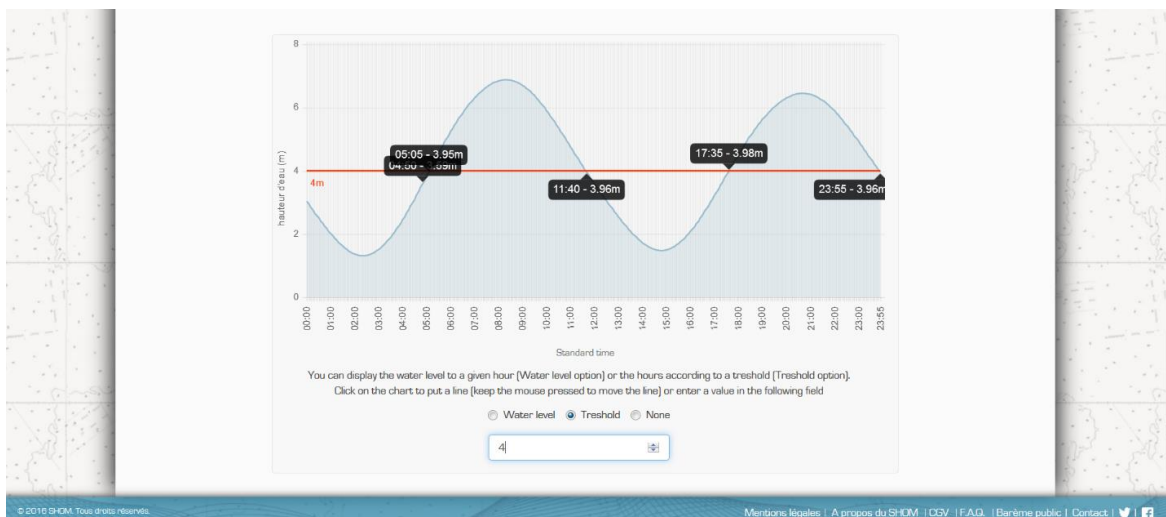 8
6
4
2
0
hauteur d'eau (m)
4m
05:05 - 3.95m
11:40 - 3.96m
17:35 - 3.98m
23:55 - 3.96m
00:00
01:00
02:00
03:00
04:00
05:00
06:00
07:00
08:00
09:00
10:00
11:00
12:00
13:00
14:00
15:00
16:00
17:00
18:00
19:00
20:00
21:00
22:00
23:00
23:55
Standard time
You can display the water level to a given hour (Water level option) or the hours according to a treshold (Treshold option).
Click on the chart to put a line (keep the mouse pressed to move the line) or enter a value in the following field
Water level Treshold None
4
© 2016 SHOM. Tous droits réservés.
Mentions légales | A propos du SHOM | CGV | F.A.Q. | Barème public | Contact |